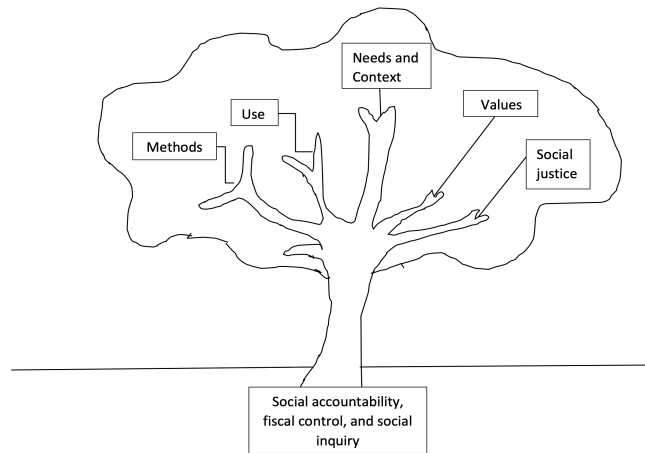 Needs and
Context
Use
Values
Methods
Social
justice
Social accountability,
fiscal control, and social
inquiry